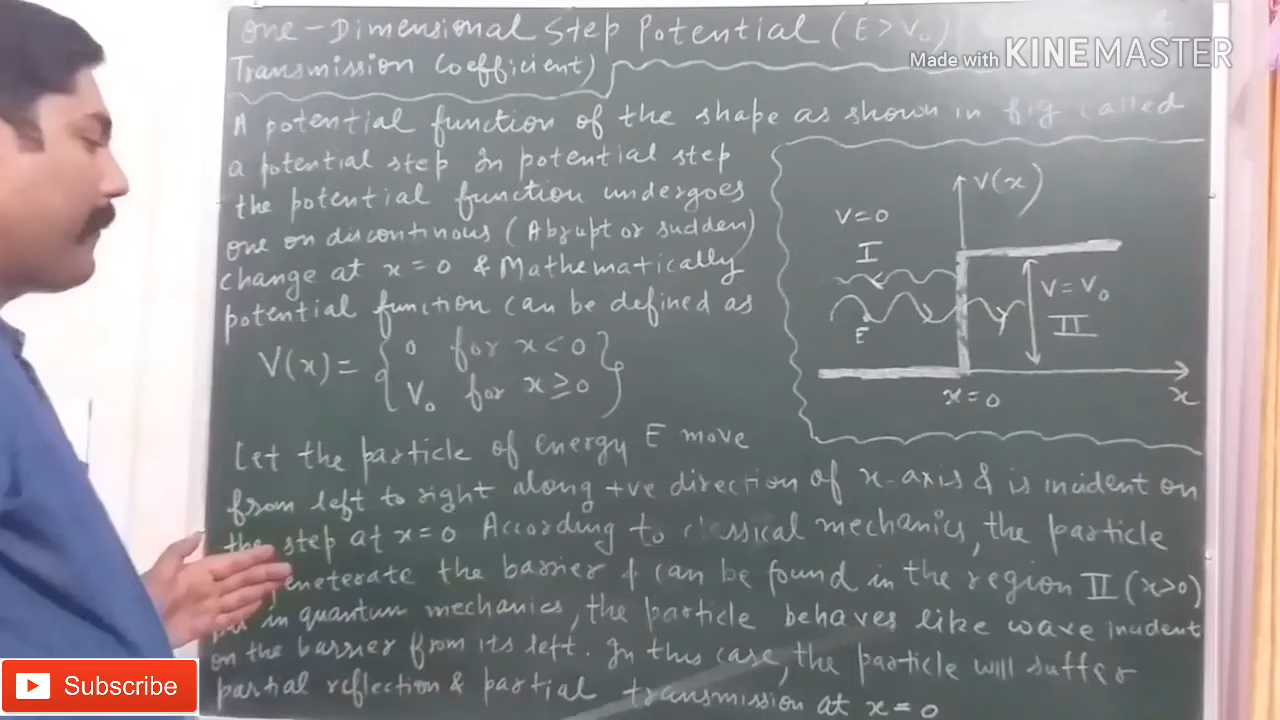 One-Dimensional Step Potential (E > V₀)
Transmission Coefficient)
Made with KINEMASTER
A potential function of the shape as shown in fig called
a potential step In potential step
the potential function undergoes
one on discontinous (Abrupt or sudden)
change at x=0 & Mathematically
potential function can be defined as
V(x) = { 0 for x<0 }
{ V₀ for x ≥ 0 }
V(x)
V=0
I
E
V=V₀
II
x=0
x
Let the particle of energy E move
from left to right along +ve direction of x-axis & is incident on
the step at x=0 According to classical mechanics, the particle
eneterate the barrier & can be found in the region II (x>0)
in quantum mechanics, the particle behaves like wave incident
on the barrier from its left. In this case, the particle will suffer
partial reflection & partial transmission at x=0
Subscribe